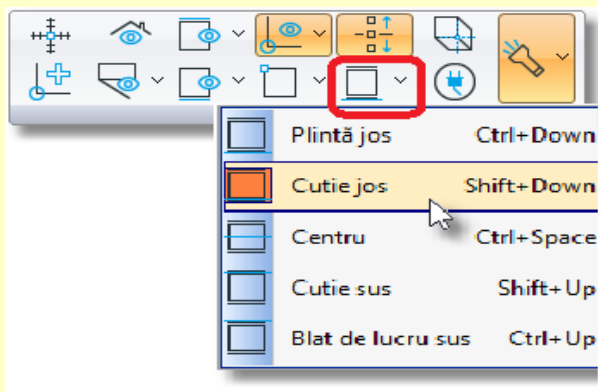 Plintă jos Ctrl+Down
Cutie jos Shift+Down
Centru Ctrl+Space
Cutie sus Shift+Up
Blat de lucru sus Ctrl+Up